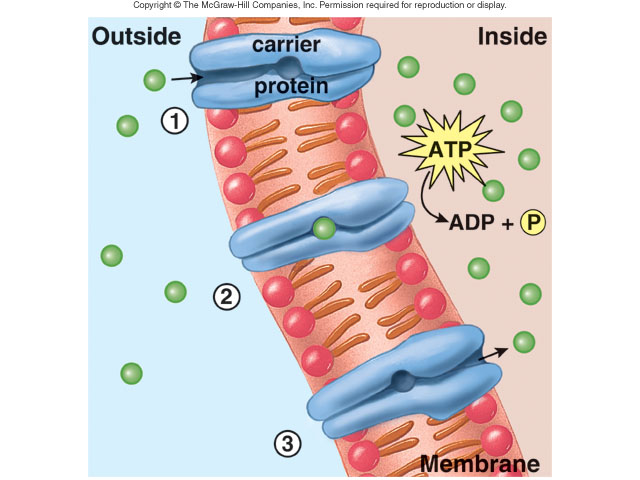 Copyright © The McGraw-Hill Companies, Inc. Permission required for reproduction or display.
Outside
Inside
carrier
protein
1
ATP
ADP + P
2
3
Membrane